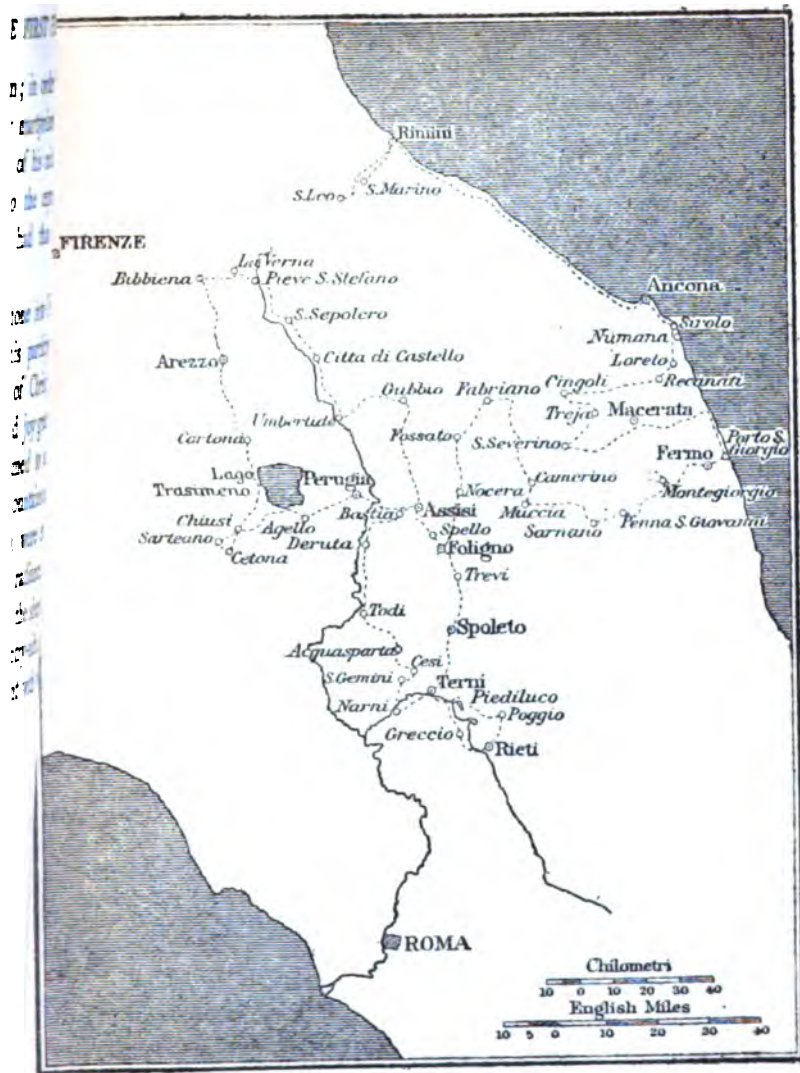 E FIRST
Rimini
S. Marino
S. Leo
FIRENZE
La Verna
Bibbiena
Pieve S. Stefano
Ancona
S. Sepolcro
Sirolo
Numana
Arezzo
Citta di Castello
Loreto
Gubbio
Fabriano
Cingoli
Recanati
Umbertide
Treja
Macerata
Cortona
Fossato
S. Severino
Porto S.
Giorgio
Fermo
Lago
Trasimeno
Perugia
Camerino
Nocera
Montegiorgio
Chiusi
Agello
Bastia
Assisi
Muccia
Sarnano
Penna S. Giovanni
Sarteano
Cetona
Deruta
Spello
Foligno
Trevi
Todi
Spoleto
Acquasparta
Cesi
S. Gemini
Terni
Piediluco
Narni
Poggio
Greccio
Rieti
ROMA
Chilometri
10 0 10 20 30 40
English Miles
10 5 0 10 20 30 40